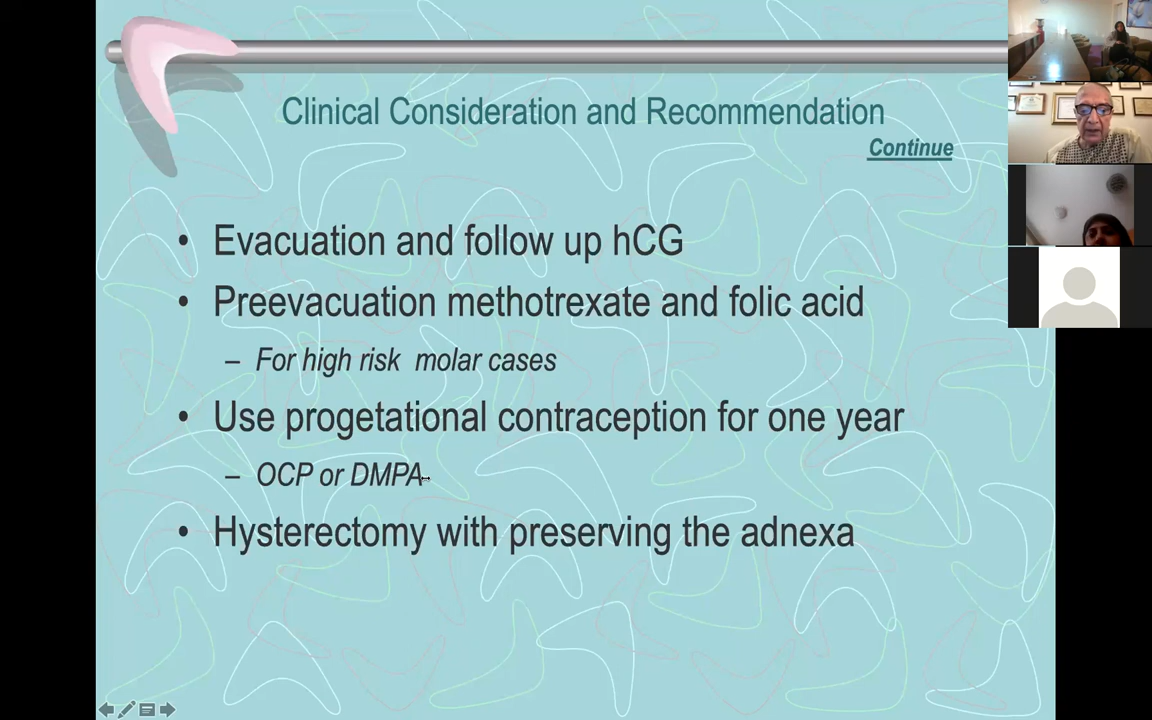 Clinical Consideration and Recommendation
Continue
• Evacuation and follow up hCG
• Preevacuation methotrexate and folic acid
– For high risk molar cases
• Use progetational contraception for one year
– OCP or DMPA
• Hysterectomy with preserving the adnexa